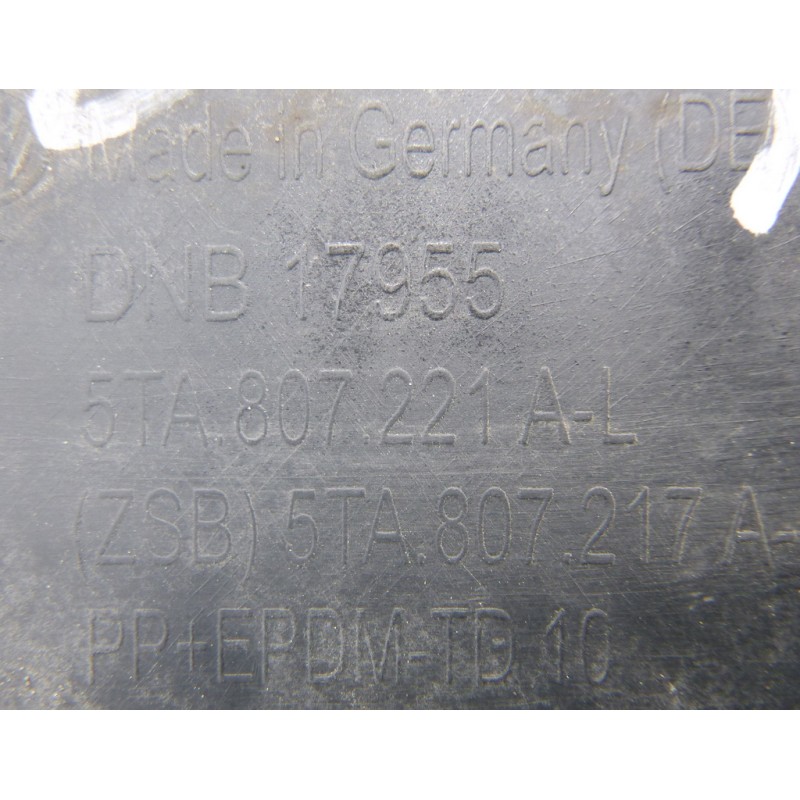 Made in Germany (DE
DNB 17955
5TA.807.221 A-L
(ZSB) 5TA.807.217 A-
PP+EPDM-TD 10